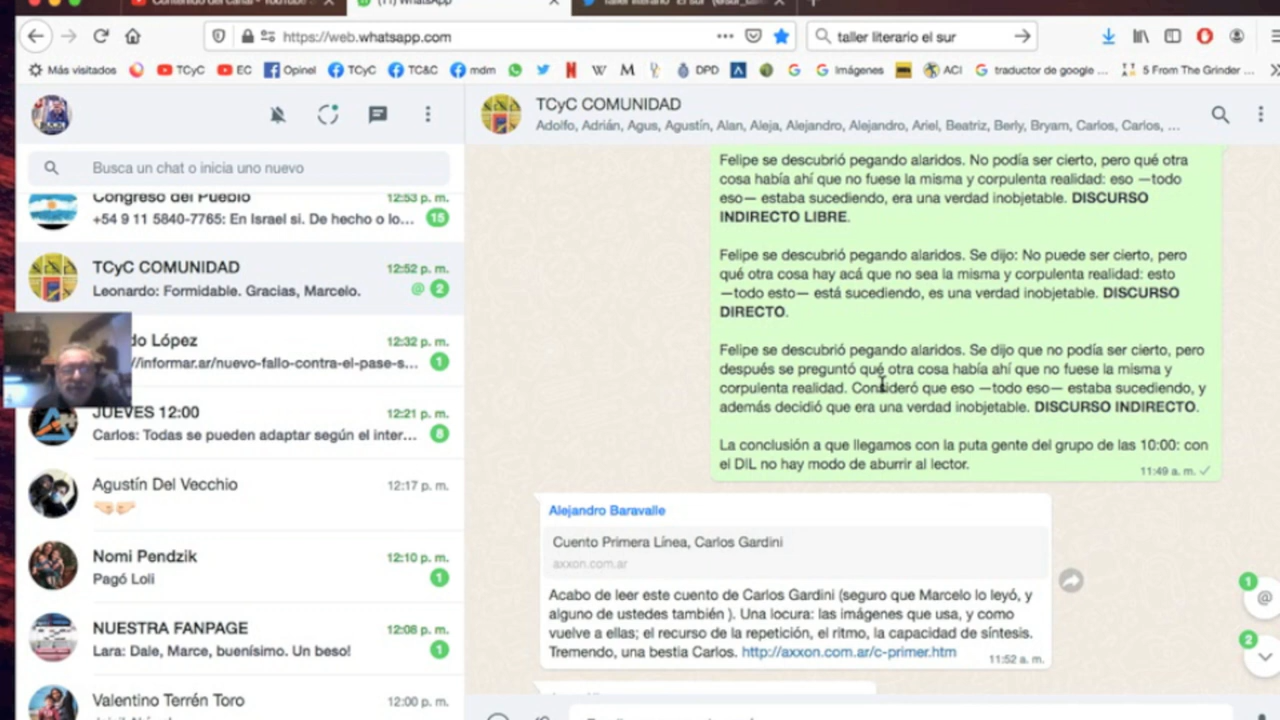 Contenido del canal - YouTube
(11) WhatsApp
Taller literario "El sur"
https://web.whatsapp.com
taller literario el sur
Más visitados
TCyC
EC
Opinel
TCyC
TC&C
mdm
DPD
G
Imágenes
ACI
traductor de google ...
5 From The Grinder ...
TCyC COMUNIDAD
Adolfo, Adrián, Agus, Agustín, Alan, Aleja, Alejandro, Alejandro, Ariel, Beatriz, Berly, Bryam, Carlos, Carlos, ...
Busca un chat o inicia uno nuevo
Congreso del Pueblo
12:53 p. m.
+54 9 11 5840-7765: En Israel si. De hecho o lo...
15
TCyC COMUNIDAD
12:52 p. m.
Leonardo: Formidable. Gracias, Marcelo.
@ 2
do López
12:32 p. m.
//informar.ar/nuevo-fallo-contra-el-pase-s...
1
JUEVES 12:00
12:21 p. m.
Carlos: Todas se pueden adaptar según el inter...
8
Agustín Del Vecchio
12:17 p. m.
Nomi Pendzik
12:10 p. m.
Pagó Loli
1
NUESTRA FANPAGE
12:08 p. m.
Lara: Dale, Marce, buenísimo. Un beso!
1
Valentino Terrén Toro
12:00 p. m.
Felipe se descubrió pegando alaridos. No podía ser cierto, pero qué otra
cosa había ahí que no fuese la misma y corpulenta realidad: eso —todo
eso— estaba sucediendo, era una verdad inobjetable. DISCURSO
INDIRECTO LIBRE.
Felipe se descubrió pegando alaridos. Se dijo: No puede ser cierto, pero
qué otra cosa hay acá que no sea la misma y corpulenta realidad: esto
—todo esto— está sucediendo, es una verdad inobjetable. DISCURSO
DIRECTO.
Felipe se descubrió pegando alaridos. Se dijo que no podía ser cierto, pero
después se preguntó qué otra cosa había ahí que no fuese la misma y
corpulenta realidad. Consideró que eso —todo eso— estaba sucediendo, y
además decidió que era una verdad inobjetable. DISCURSO INDIRECTO.
La conclusión a que llegamos con la puta gente del grupo de las 10:00: con
el DIL no hay modo de aburrir al lector.
11:49 a. m.
Alejandro Baravalle
Cuento Primera Línea, Carlos Gardini
axxon.com.ar
Acabo de leer este cuento de Carlos Gardini (seguro que Marcelo lo leyó, y
alguno de ustedes también ). Una locura: las imágenes que usa, y como
vuelve a ellas; el recurso de la repetición, el ritmo, la capacidad de síntesis.
Tremendo, una bestia Carlos. http://axxon.com.ar/c-primer.htm
11:52 a. m.
1
@
2